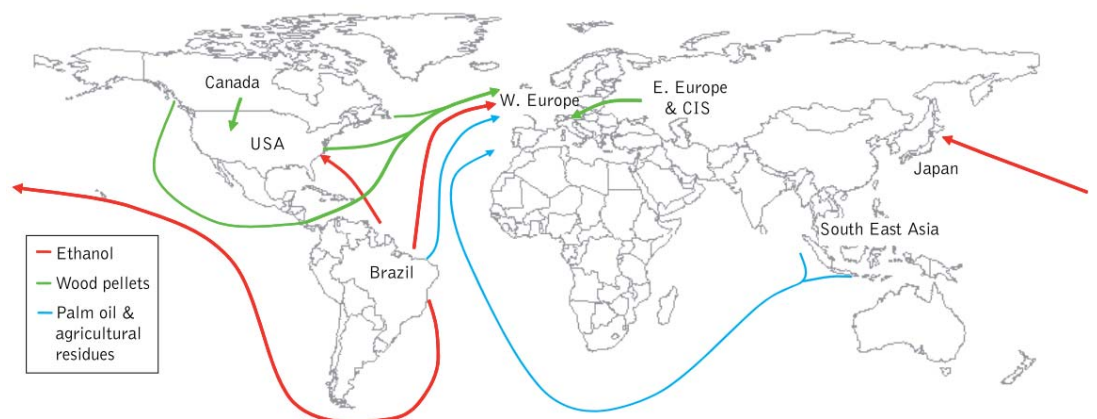 Canada
USA
W. Europe
E. Europe
& CIS
Japan
South East Asia
Brazil
Ethanol
Wood pellets
Palm oil &
agricultural
residues